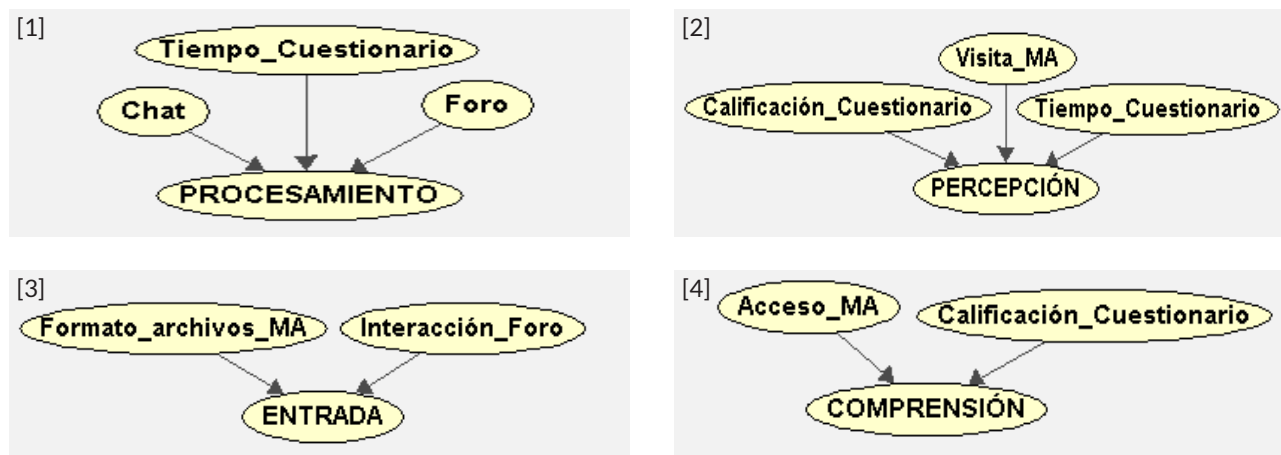 [1]
Tiempo_Cuestionario
Chat
Foro
PROCESAMIENTO
[2]
Visita_MA
Calificación_Cuestionario
Tiempo_Cuestionario
PERCEPCIÓN
[3]
Formato_archivos_MA
Interacción_Foro
ENTRADA
[4]
Acceso_MA
Calificación_Cuestionario
COMPRENSIÓN